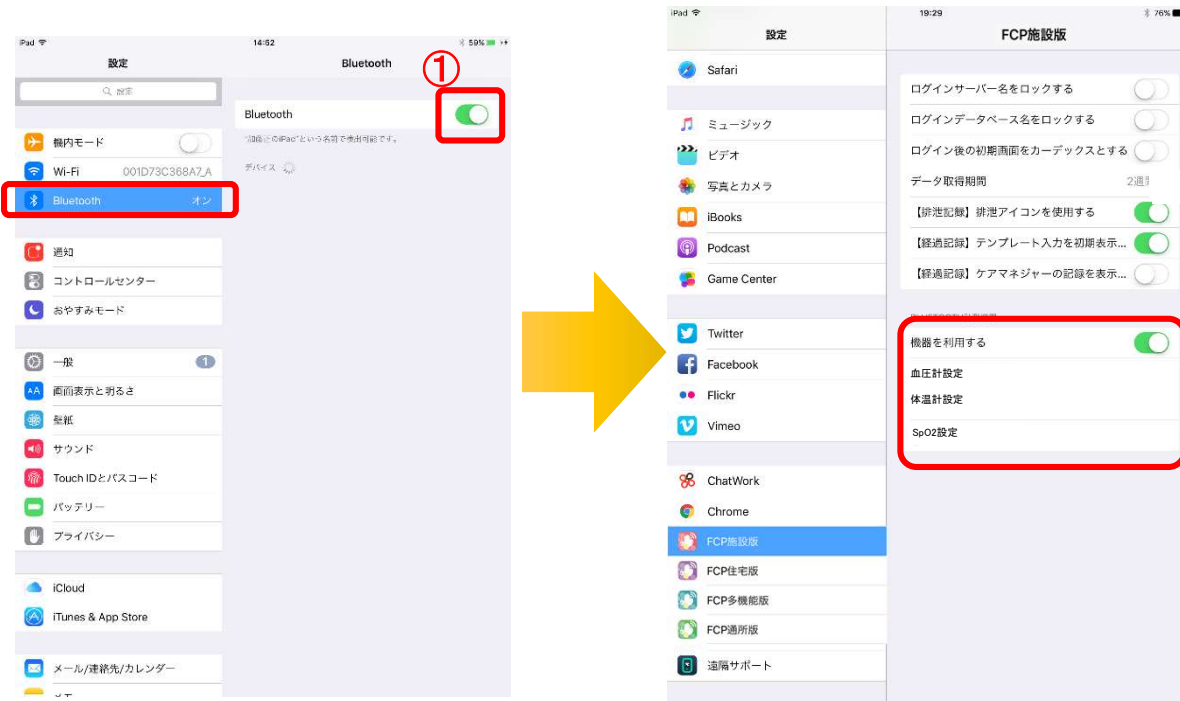 iPad 14:52 59%
設定
Bluetooth
①
設定
Bluetooth
機内モード
Wi-Fi 001D73C368A7_A
Bluetooth オン
デバイス
通知
コントロールセンター
おやすみモード
一般 1
画面表示と明るさ
壁紙
サウンド
Touch IDとパスコード
バッテリー
プライバシー
iCloud
iTunes & App Store
メール/連絡先/カレンダー
iPad 19:29 76%
設定
FCP施設版
Safari
ミュージック
ビデオ
写真とカメラ
iBooks
Podcast
Game Center
Twitter
Facebook
Flickr
Vimeo
ChatWork
Chrome
FCP施設版
FCP住宅版
FCP多機能版
FCP通所版
遠隔サポート
ログインサーバー名をロックする
ログインデータベース名をロックする
ログイン後の初期画面をカーデックスとする
データ取得期間 2週
【排泄記録】排泄アイコンを使用する
【経過記録】テンプレート入力を初期表示...
【経過記録】ケアマネジャーの記録を表示...
機器を利用する
血圧計設定
体温計設定
SpO2設定